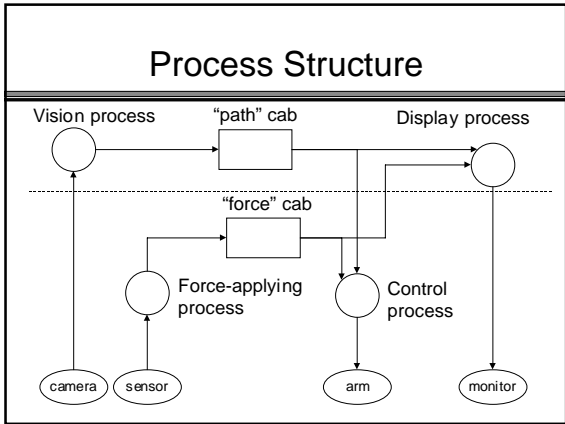 Process Structure
Vision process
“path” cab
Display process
“force” cab
Force-applying
process
Control
process
camera
sensor
arm
monitor